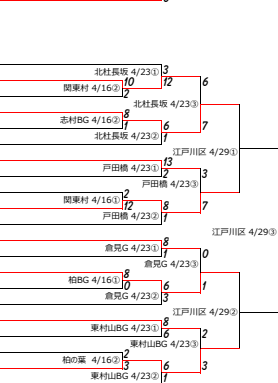 北杜長坂 4/23① 3
10 12 6
関東村 4/16② 2
北杜長坂 4/23③
8
志村BG 4/16② 1 6 7
北杜長坂 4/23② 1
江戸川区 4/29①
13
戸田橋 4/23① 2 3
戸田橋 4/23③
2
関東村 4/16① 12 8 7
戸田橋 4/23② 1
江戸川区 4/29③
8
倉見G 4/23① 1 0
倉見G 4/23③
8
柏BG 4/16① 0 6 1
倉見G 4/23② 3
江戸川区 4/29②
8
東村山BG 4/23① 6 2
東村山BG 4/23③
2
柏の葉 4/16② 3 6 3
東村山BG 4/23② 1